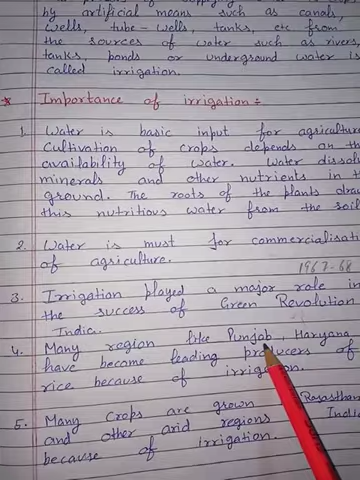 by artificial means such as canals,
wells, tube-wells, tanks, etc from
the sources of water such as rivers,
tanks, ponds or underground water is
called irrigation.
* Importance of irrigation :-
1. Water is basic input for agriculture
Cultivation of crops depends on the
availability of water. Water dissol
minerals and other nutrients in th
ground. The roots of the plants draw
this nutritious water from the soil
2. Water is must for commercialisati
of agriculture.
1967-68
3. Irrigation played a major role in
the success of Green Revolution
India.
4. Many region like Punjab, Haryana
have become leading producers of
rice because of irrigation.
5. Many crops are grown Rajasthan
and other arid regions India
because of irrigation.